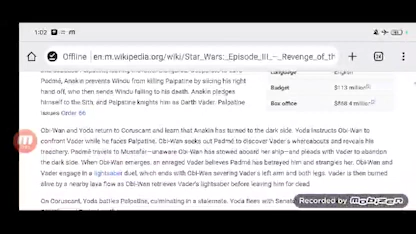 1:02
Offline en.m.wikipedia.org/wiki/Star_Wars:_Episode_III_–_Revenge_of_th
24
Language English
Padmé, Anakin prevents Windu from killing Palpatine by slicing his right
Budget $113 million
hand off, who then sends Windu falling to his death. Anakin pledges
himself to the Sith, and Palpatine knights him as Darth Vader. Palpatine
Box office
issues Order 66
Obi-Wan and Yoda return to Coruscant and learn that Anakin has turned to the dark side. Yoda instructs Obi-Wan to
confront Vader while he faces Palpatine. Obi-Wan seeks out Padmé to discover Vader's whereabouts and reveals his
treachery. Padmé travels to Mustafar—unaware Obi-Wan has stowed aboard her ship—and pleads with Vader to abandon
the dark side. When Obi-Wan emerges, an enraged Vader believes Padmé has betrayed him and strangles her. Obi-Wan and
Vader engage in a lightsaber duel, which ends with Obi-Wan severing Vader's left arm and both legs. Vader is then burned
alive by a nearby lava flow as Obi-Wan retrieves Vader's lightsaber before leaving him for dead
On Coruscant, Yoda battles Palpatine, culminating in a stalemate. Yoda flees with Senator
Recorded by Mobizen